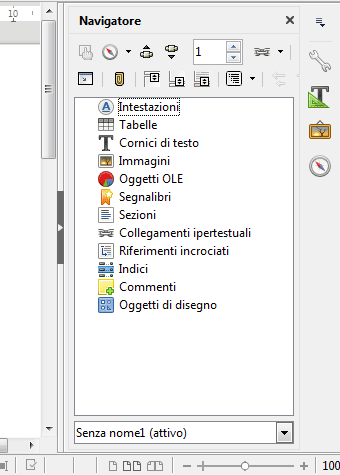 10
Navigatore
1
Intestazioni
Tabelle
Cornici di testo
Immagini
Oggetti OLE
Segnalibri
Sezioni
Collegamenti ipertestuali
Riferimenti incrociati
Indici
Commenti
Oggetti di disegno
Senza nome1 (attivo)
100